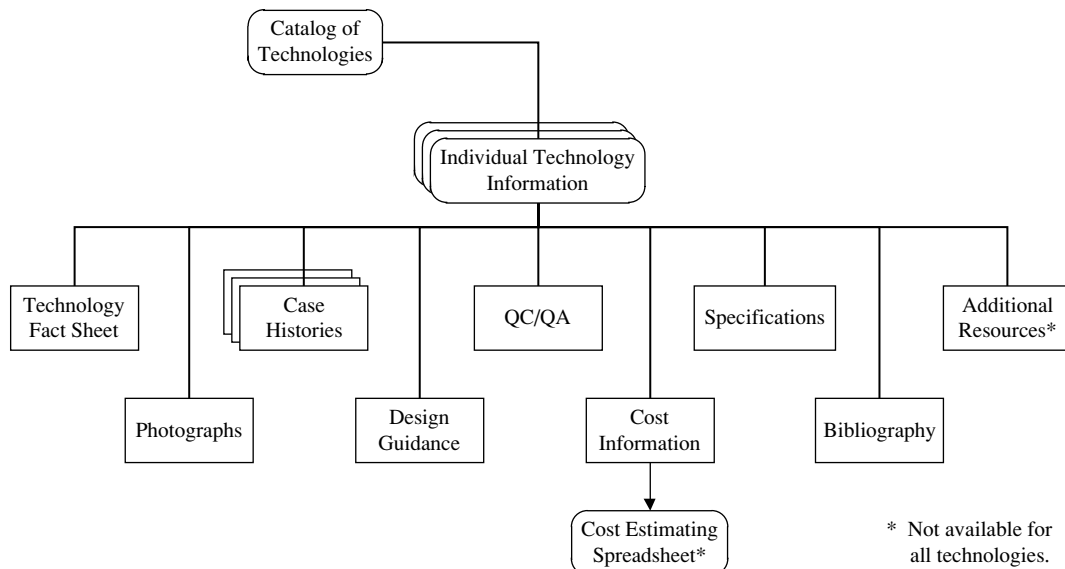 Catalog of
Technologies
Individual Technology
Information
Technology
Fact Sheet
Case
Histories
QC/QA
Specifications
Additional
Resources*
Photographs
Design
Guidance
Cost
Information
Bibliography
Cost Estimating
Spreadsheet*
* Not available for
all technologies.